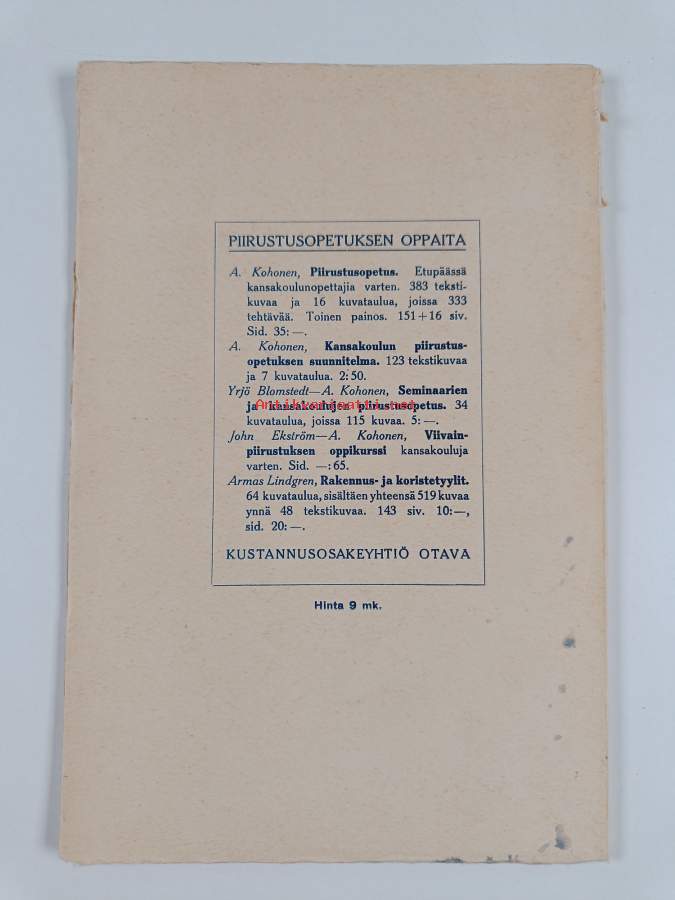 PIIRUSTUSOPETUKSEN OPPAITA
A. Kohonen, Piirustusopetus. Etupäässä
kansakoulunopettajia varten. 383 teksti-
kuvaa ja 16 kuvataulua, joissa 333
tehtävää. Toinen painos. 151+16 siv.
Sid. 35:—.
A. Kohonen, Kansakoulun piirustus-
opetuksen suunnitelma. 123 tekstikuvaa
ja 7 kuvataulua. 2:50.
Yrjö Blomstedt—A. Kohonen, Seminaarien
ja kansakoulujen piirustusopetus. 34
Antikvariaatti.net
kuvataulua, joissa 115 kuvaa. 5:—.
John Ekström—A. Kohonen, Viivain-
piirustuksen oppikurssi kansakouluja
varten. Sid. —:65.
Armas Lindgren, Rakennus- ja koristetyylit.
64 kuvataulua, sisältäen yhteensä 519 kuvaa
ynnä 48 tekstikuvaa. 143 siv. 10:—,
sid. 20:—.
KUSTANNUSOSAKEYHTIÖ OTAVA
Hinta 9 mk.